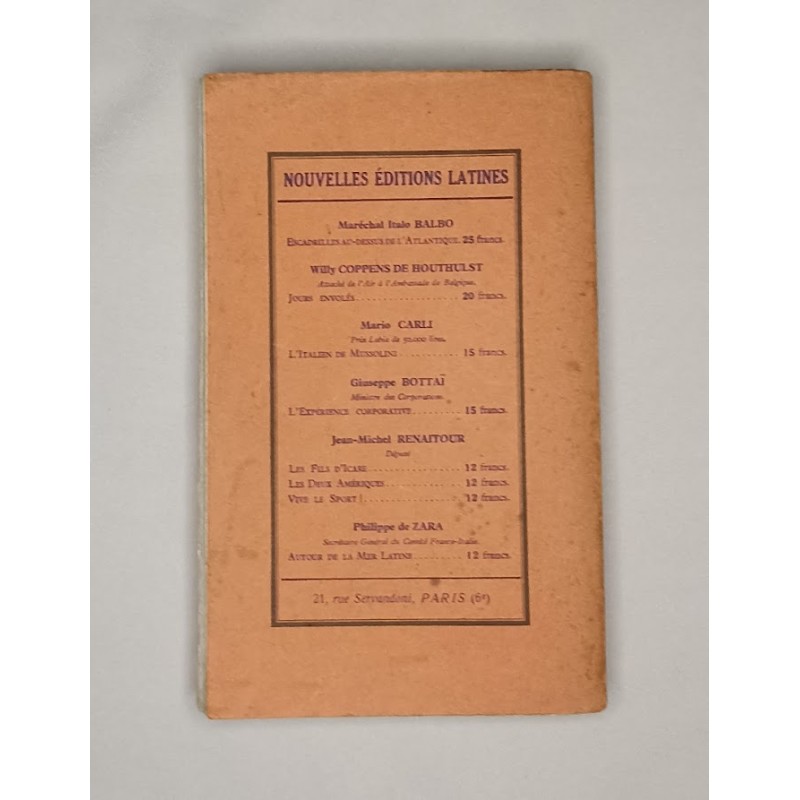 NOUVELLES ÉDITIONS LATINES
Maréchal Italo BALBO
ESCADRILLES AU-DESSUS DE L'ATLANTIQUE. 25 francs.
Willy COPPENS DE HOUTHULST
Attaché de l'Air à l'Ambassade de Belgique.
JOURS ENVOLÉS.................... 20 francs.
Mario CARLI
Prix Labia de 50.000 lires.
L'ITALIEN DE MUSSOLINI........... 15 francs.
Giuseppe BOTTAÏ
Ministre des Corporations.
L'EXPÉRIENCE CORPORATIVE......... 15 francs.
Jean-Michel RENAITOUR
Député
LES FILS D'ICARE................. 12 francs.
LES DEUX AMÉRIQUES............... 12 francs.
VIVE LE SPORT!................... 12 francs.
Philippe de ZARA
Secrétaire Général du Comité France-Italie.
AUTOUR DE LA MER LATINE.......... 12 francs.
21, rue Servandoni, PARIS (6e)